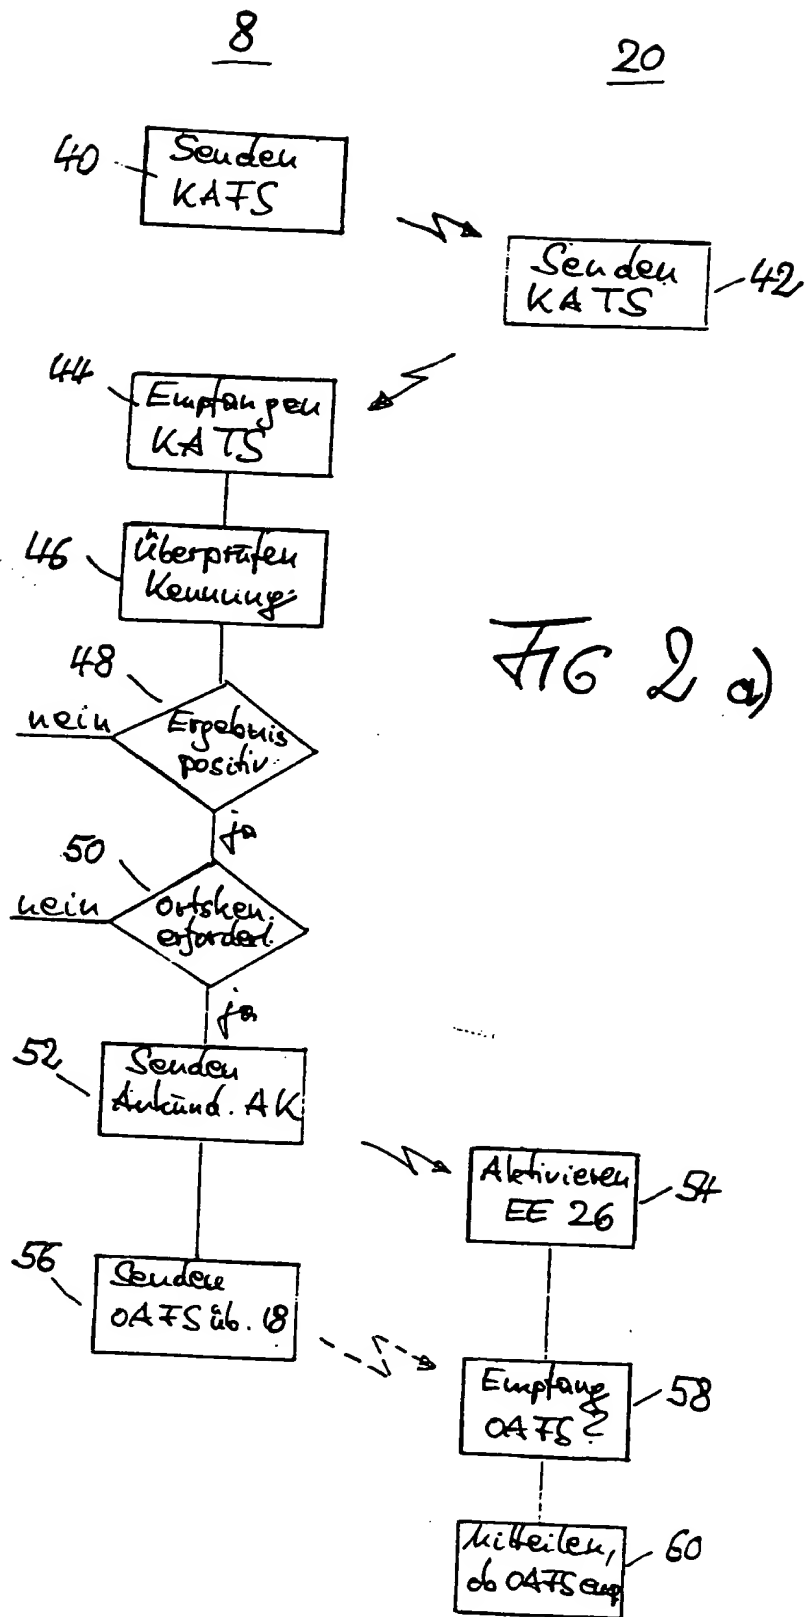 8
20
40
Senden
KAFS
Senden
KATS
42
44
Empfangen
KATS
46
Überprüfen
Kennung
FIG 2 a)
48
nein
Ergebnis
positiv
ja
50
nein
Ortsken.
erforderl.
ja
52
Senden
Ankünd. AK
Aktivieren
EE 26
54
56
Senden
OAFS üb. 18
Empfang
OAFS?
58
Mitteilen,
ob OAFS emp
60